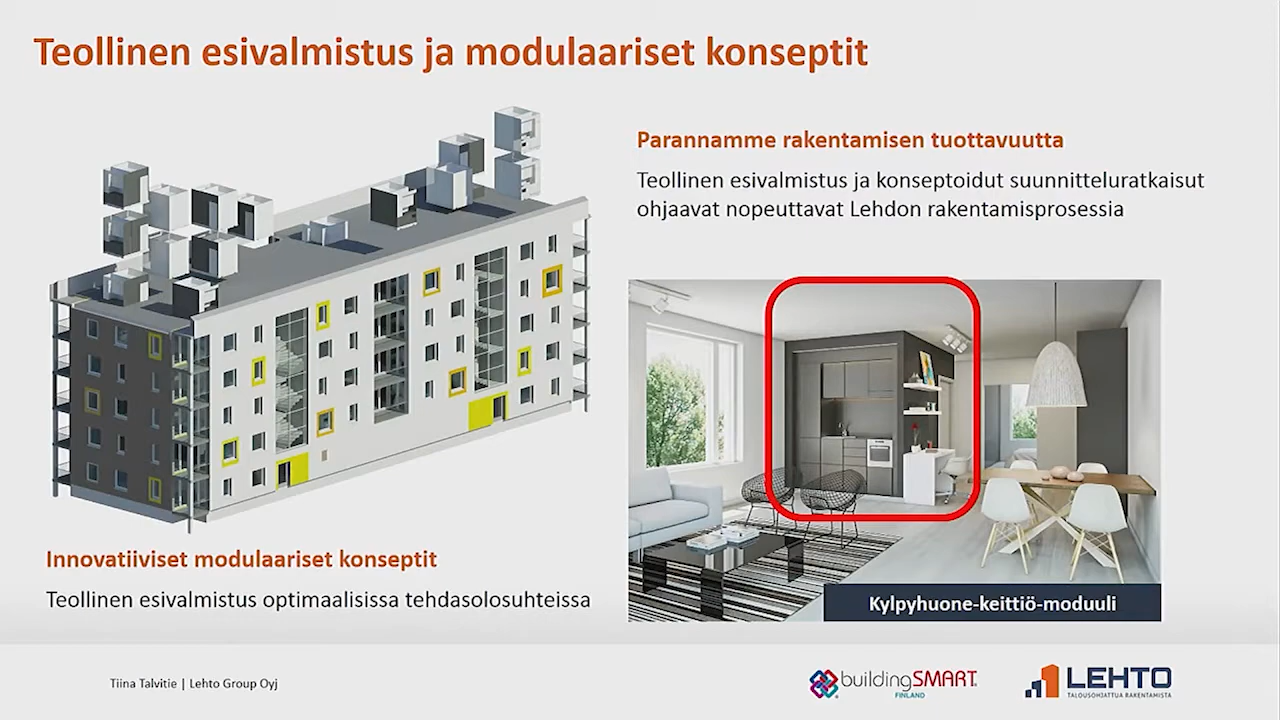 Teollinen esivalmistus ja modulaariset konseptit
Parannamme rakentamisen tuottavuutta
Teollinen esivalmistus ja konseptoidut suunnitteluratkaisut
ohjaavat nopeuttavat Lehdon rakentamisprosessia
Innovatiiviset modulaariset konseptit
Teollinen esivalmistus optimaalisissa tehdasolosuhteissa
Kylpyhuone-keittiö-moduuli
Tiina Talvitie | Lehto Group Oyj
buildingSMART
FINLAND
LEHTO
TALOUSOHJATTUA RAKENTAMISTA